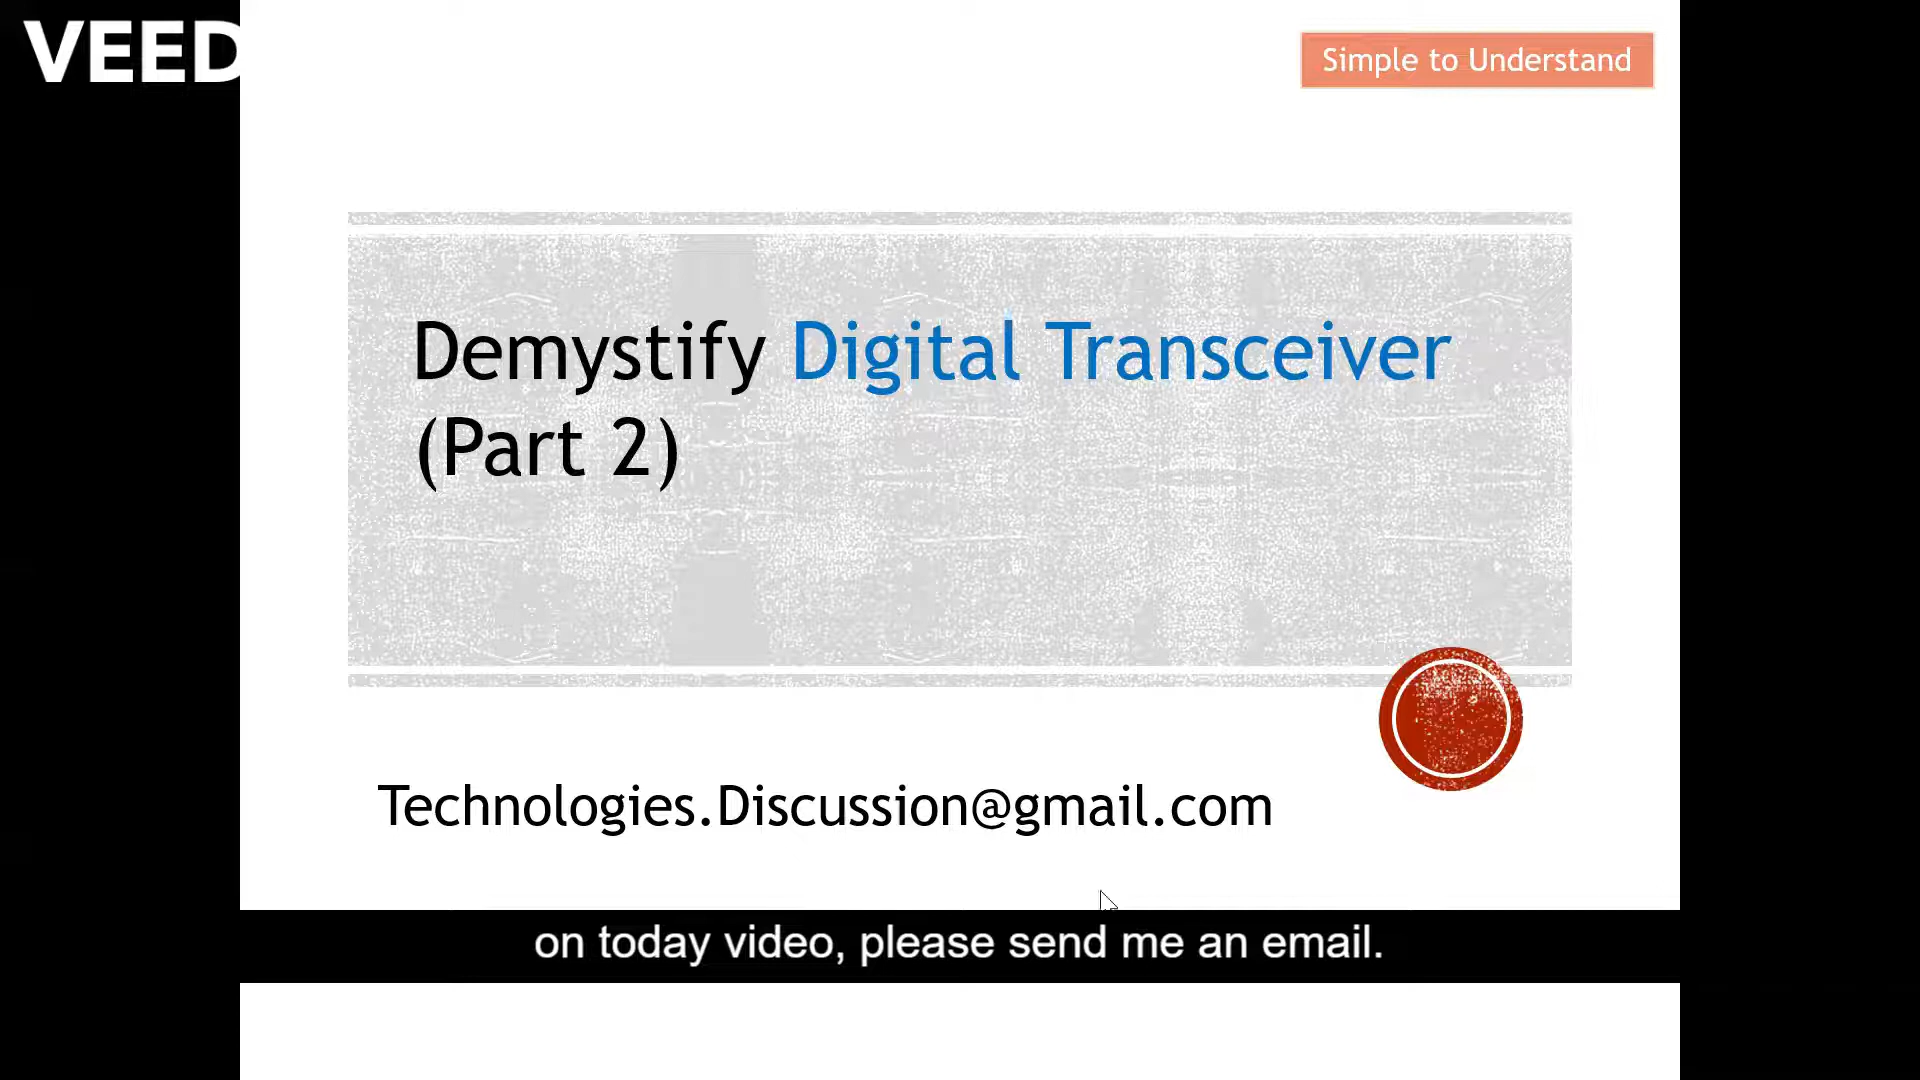 VEED
Simple to Understand
Demystify Digital Transceiver
(Part 2)
Technologies.Discussion@gmail.com
on today video, please send me an email.